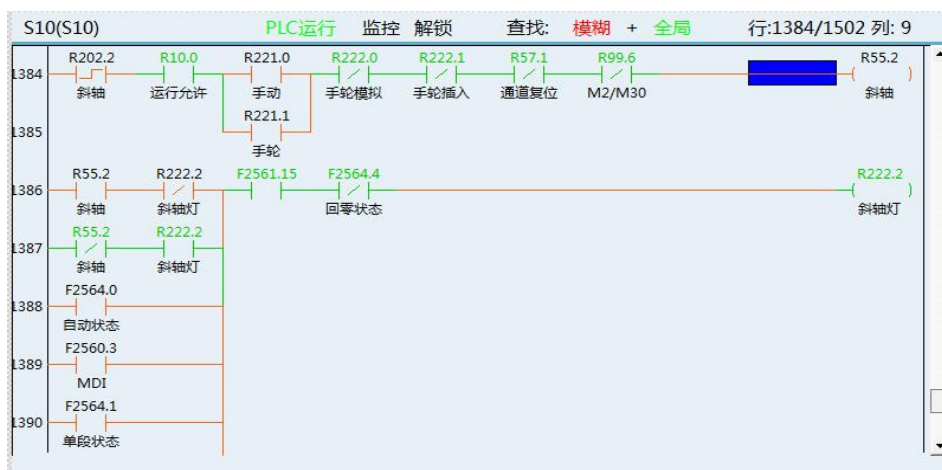 S10(S10) PLC运行 监控 解锁 查找: 模糊 + 全局 行:1384/1502 列: 9
R202.2 R10.0 R221.0 R222.0 R222.1 R57.1 R99.6 R55.2
1384
斜轴 运行允许 手动 手轮模拟 手轮插入 通道复位 M2/M30 斜轴
R221.1
1385
手轮
R55.2 R222.2 F2561.15 F2564.4 R222.2
1386
斜轴 斜轴灯 回零状态 斜轴灯
R55.2 R222.2
1387
斜轴 斜轴灯
F2564.0
1388
自动状态
F2560.3
1389
MDI
F2564.1
1390
单段状态